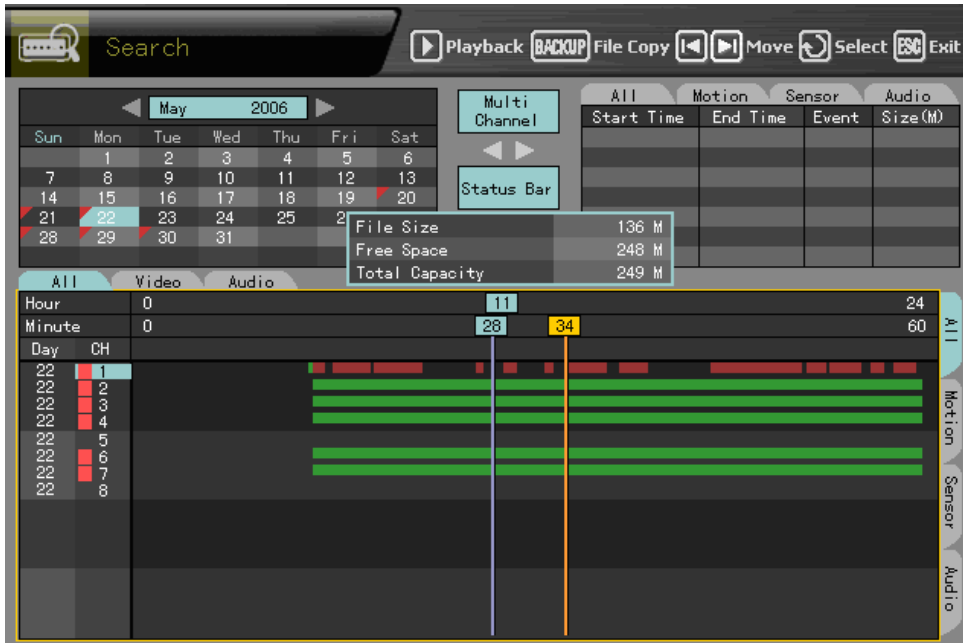 Search
Playback BACKUP File Copy Move Select ESC Exit
May 2006
Sun Mon Tue Wed Thu Fri Sat
1 2 3 4 5 6
7 8 9 10 11 12 13
14 15 16 17 18 19 20
21 22 23 24 25 2
28 29 30 31
Multi
Channel
Status Bar
All Motion Sensor Audio
Start Time End Time Event Size(M)
File Size 136 M
Free Space 248 M
Total Capacity 249 M
All Video Audio
Hour 0 11 24
Minute 0 28 34 60
Day CH
22 1
22 2
22 3
22 4
22 5
22 6
22 7
22 8
All
Motion
Sensor
Audio